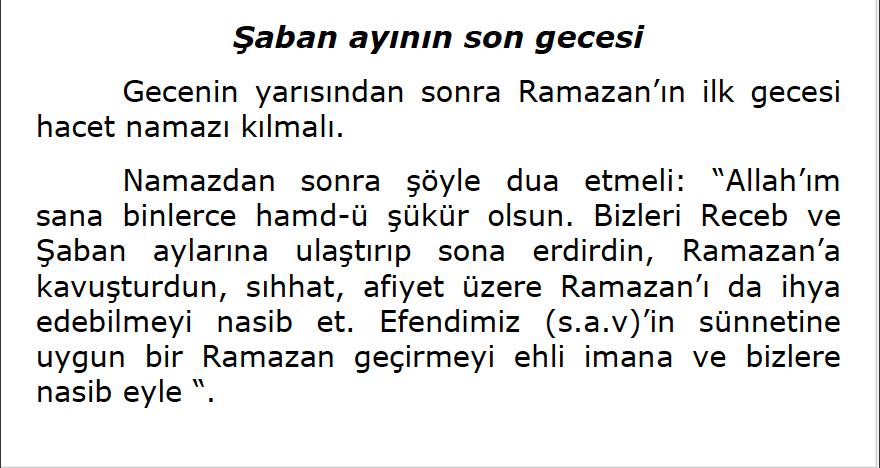 Şaban ayının son gecesi
Gecenin yarısından sonra Ramazan’ın ilk gecesi
hacet namazı kılmalı.
Namazdan sonra şöyle dua etmeli: “Allah’ım
sana binlerce hamd-ü şükür olsun. Bizleri Receb ve
Şaban aylarına ulaştırıp sona erdirdin, Ramazan’a
kavuşturdun, sıhhat, afiyet üzere Ramazan’ı da ihya
edebilmeyi nasib et. Efendimiz (s.a.v)’in sünnetine
uygun bir Ramazan geçirmeyi ehli imana ve bizlere
nasib eyle “.